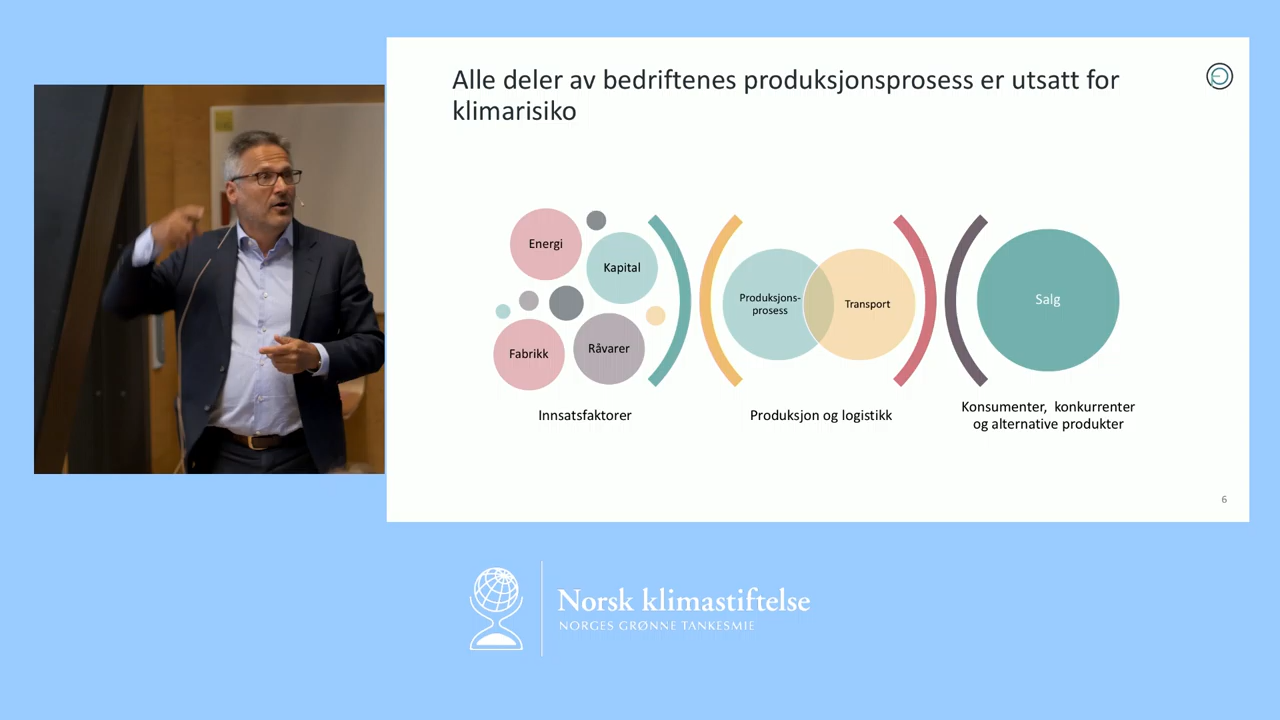 Alle deler av bedriftenes produksjonsprosess er utsatt for
klimarisiko
Energi
Kapital
Fabrikk
Råvarer
Innsatsfaktorer
Produksjons-
prosess
Transport
Produksjon og logistikk
Salg
Konsumenter, konkurrenter
og alternative produkter
6
Norsk klimastiftelse
NORGES GRØNNE TANKESMIE